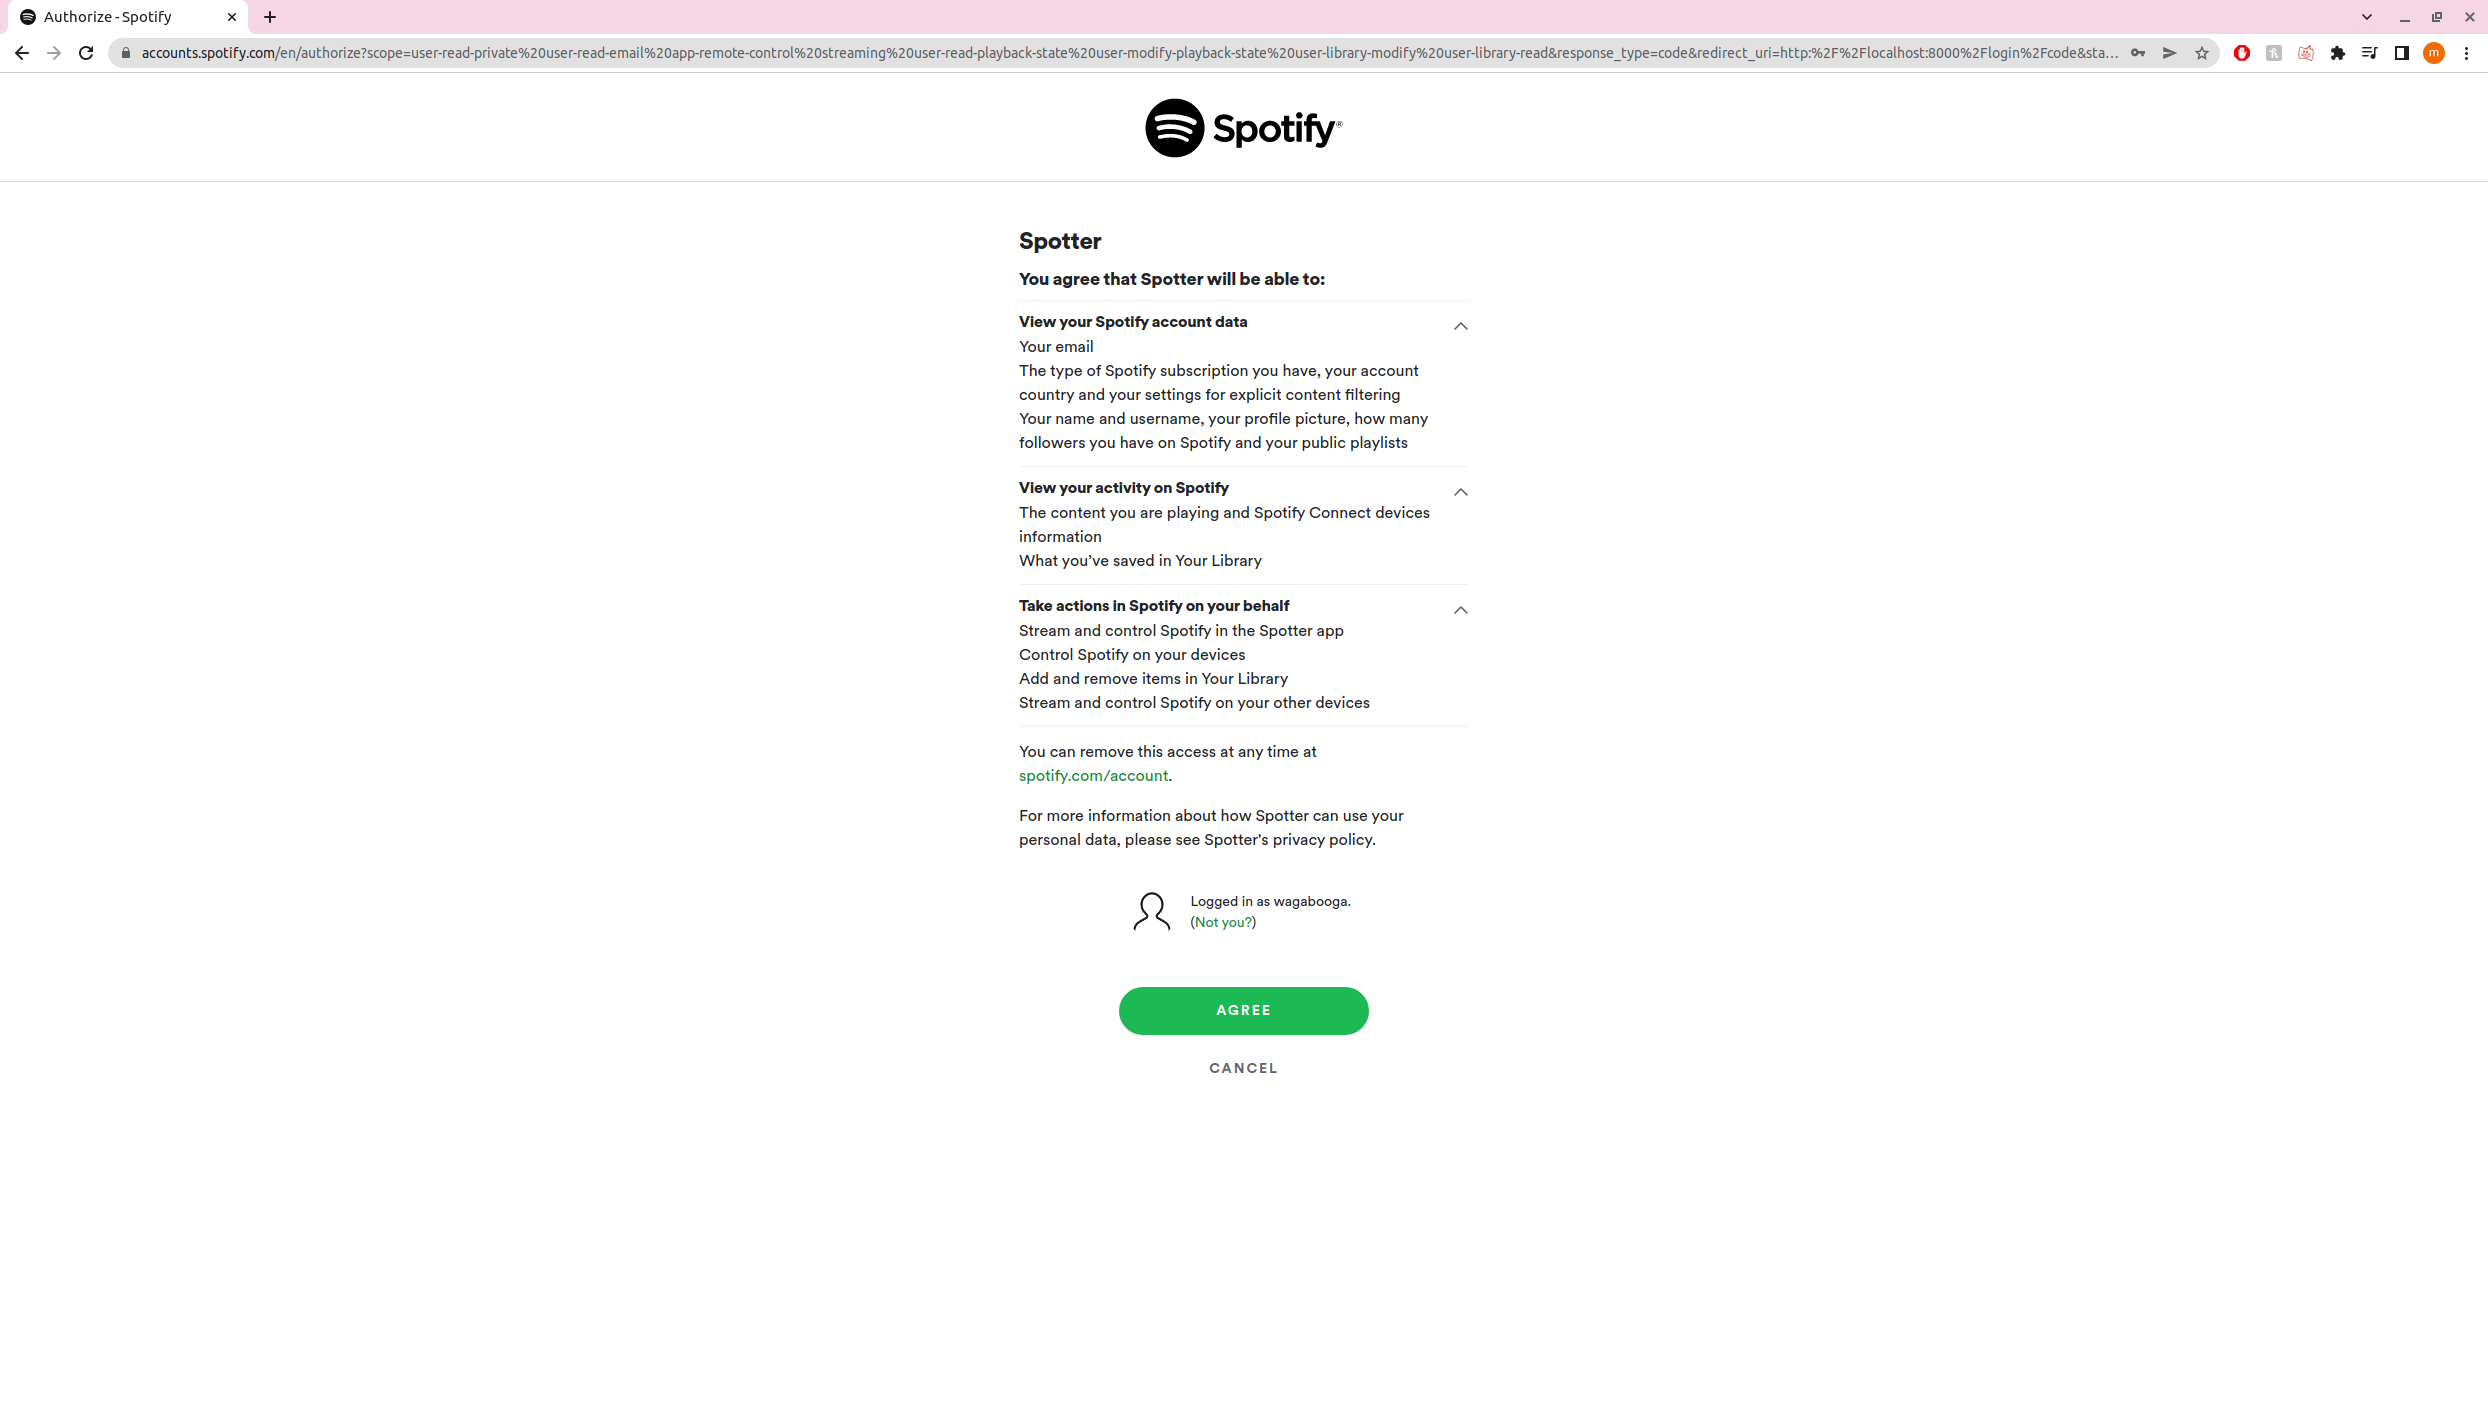 Authorize - Spotify
accounts.spotify.com/en/authorize?scope=user-read-private%20user-read-email%20app-remote-control%20streaming%20user-read-playback-state%20user-modify-playback-state%20user-library-modify%20user-library-read&response_type=code&redirect_uri=http:%2F%2Flocalhost:8000%2Flogin%2Fcode&sta...
m
Spotify®
Spotter
You agree that Spotter will be able to:
View your Spotify account data
Your email
The type of Spotify subscription you have, your account
country and your settings for explicit content filtering
Your name and username, your profile picture, how many
followers you have on Spotify and your public playlists
View your activity on Spotify
The content you are playing and Spotify Connect devices
information
What you’ve saved in Your Library
Take actions in Spotify on your behalf
Stream and control Spotify in the Spotter app
Control Spotify on your devices
Add and remove items in Your Library
Stream and control Spotify on your other devices
You can remove this access at any time at
spotify.com/account.
For more information about how Spotter can use your
personal data, please see Spotter's privacy policy.
Logged in as wagabooga.
(Not you?)
AGREE
CANCEL